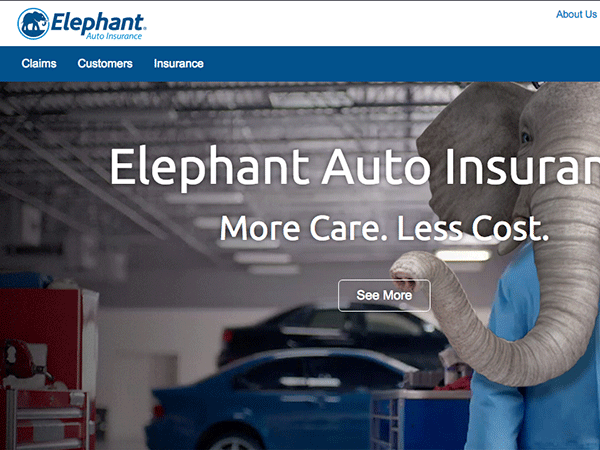 Elephant®
Auto Insurance
About Us
Claims Customers Insurance
Elephant Auto Insuran
More Care. Less Cost.
See More